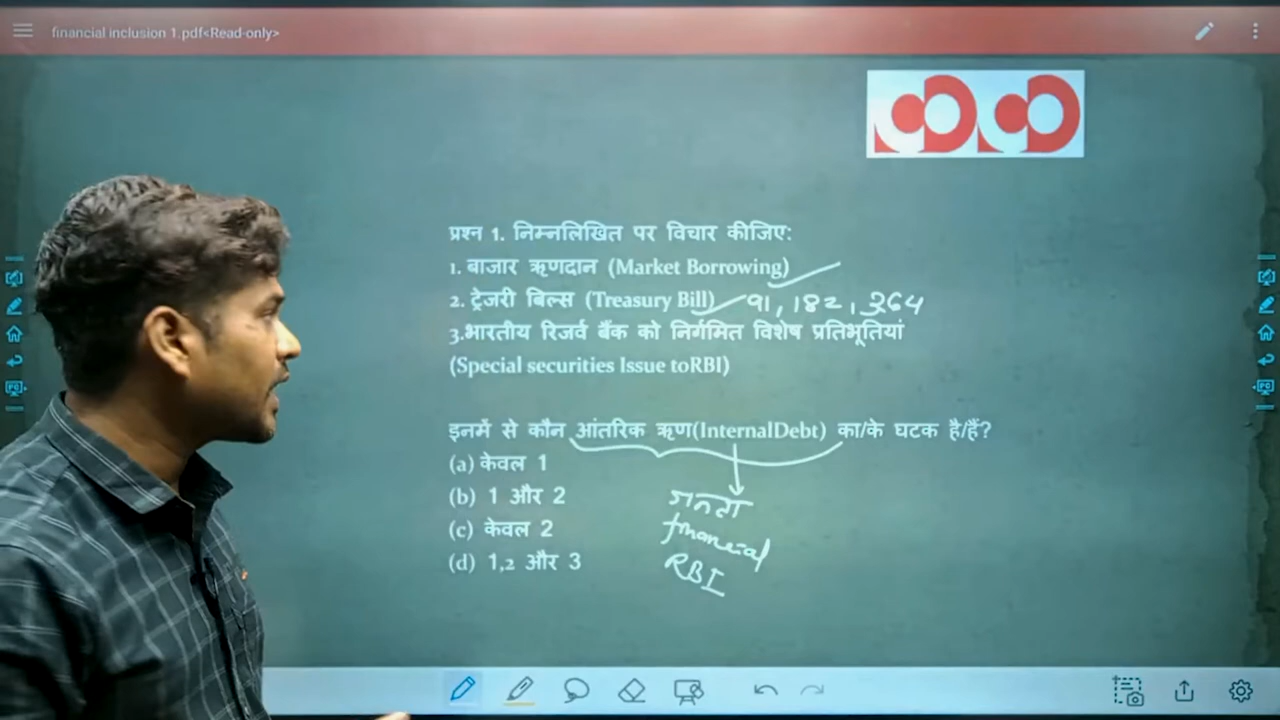 financial inclusion 1.pdf<Read-only>
प्रश्न 1. निम्नलिखित पर विचार कीजिए:
1. बाजार ऋणदान (Market Borrowing)
2. ट्रेजरी बिल्स (Treasury Bill) 91, 182, 364
3.भारतीय रिजर्व बैंक को निर्गमित विशेष प्रतिभूतियां
(Special securities Issue toRBI)
इनमें से कौन आंतरिक ऋण(InternalDebt) का/के घटक है/हैं?
(a) केवल 1
(b) 1 और 2
(c) केवल 2
(d) 1,2 और 3
जनता
financial
RBI